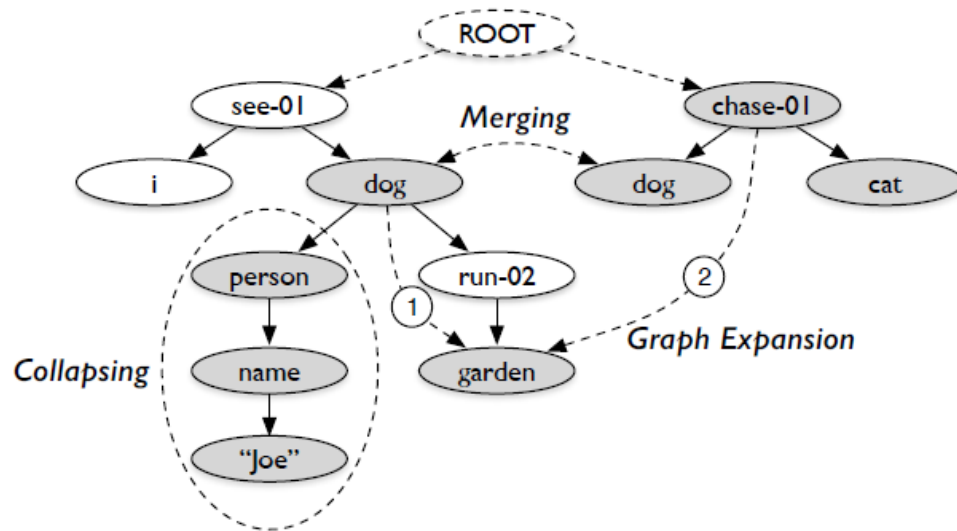 ROOT
see-01
chase-01
Merging
i
dog
dog
cat
person
run-02
2
1
Graph Expansion
Collapsing
name
garden
“Joe”